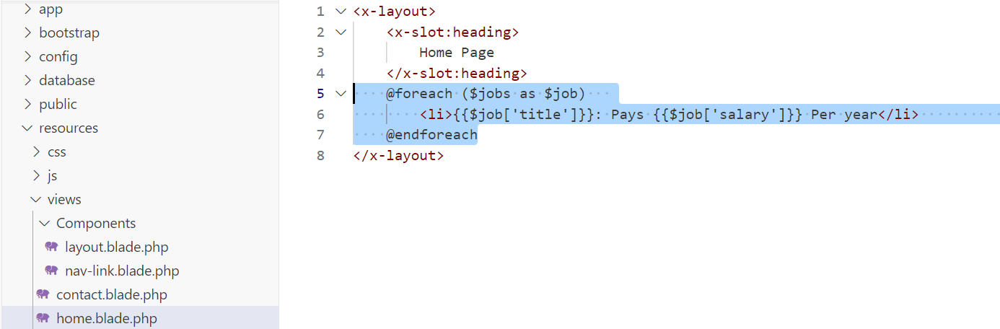 app
bootstrap
config
database
public
resources
css
js
views
Components
layout.blade.php
nav-link.blade.php
contact.blade.php
home.blade.php
1 <x-layout>
2 <x-slot:heading>
3 Home Page
4 </x-slot:heading>
5 @foreach ($jobs as $job)
6 <li>{{$job['title']}}: Pays {{$job['salary']}} Per year</li>
7 @endforeach
8 </x-layout>